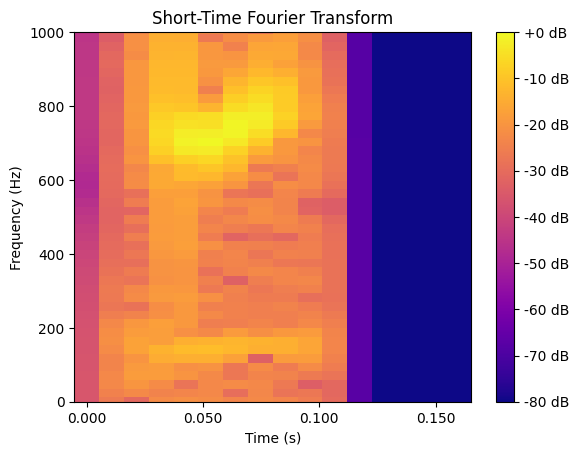 Short-Time Fourier Transform
1000
800
600
400
200
0
Frequency (Hz)
0.000
0.050
0.100
0.150
Time (s)
+0 dB
-10 dB
-20 dB
-30 dB
-40 dB
-50 dB
-60 dB
-70 dB
-80 dB